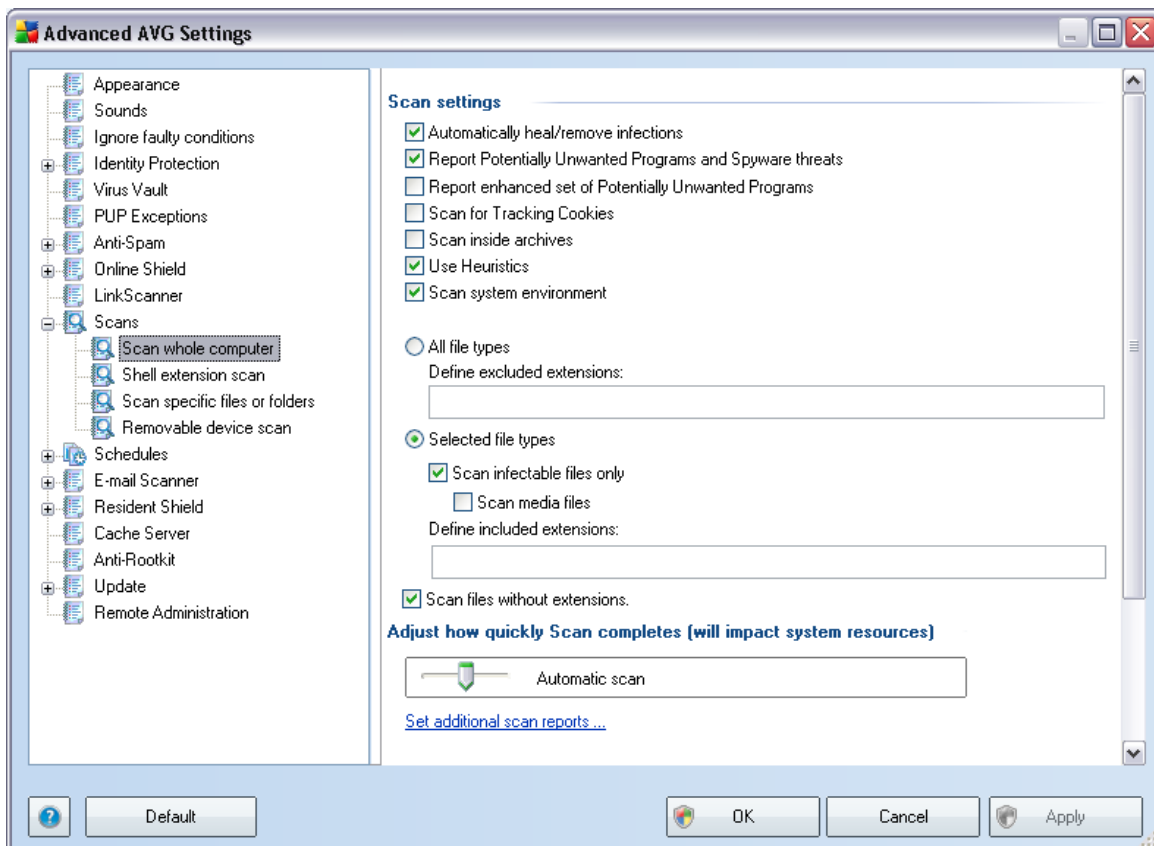 Advanced AVG Settings
Appearance
Sounds
Ignore faulty conditions
Identity Protection
Virus Vault
PUP Exceptions
Anti-Spam
Online Shield
LinkScanner
Scans
Scan whole computer
Shell extension scan
Scan specific files or folders
Removable device scan
Schedules
E-mail Scanner
Resident Shield
Cache Server
Anti-Rootkit
Update
Remote Administration
Scan settings
Automatically heal/remove infections
Report Potentially Unwanted Programs and Spyware threats
Report enhanced set of Potentially Unwanted Programs
Scan for Tracking Cookies
Scan inside archives
Use Heuristics
Scan system environment
All file types
Define excluded extensions:
Selected file types
Scan infectable files only
Scan media files
Define included extensions:
Scan files without extensions.
Adjust how quickly Scan completes (will impact system resources)
Automatic scan
Set additional scan reports ...
Default
OK
Cancel
Apply